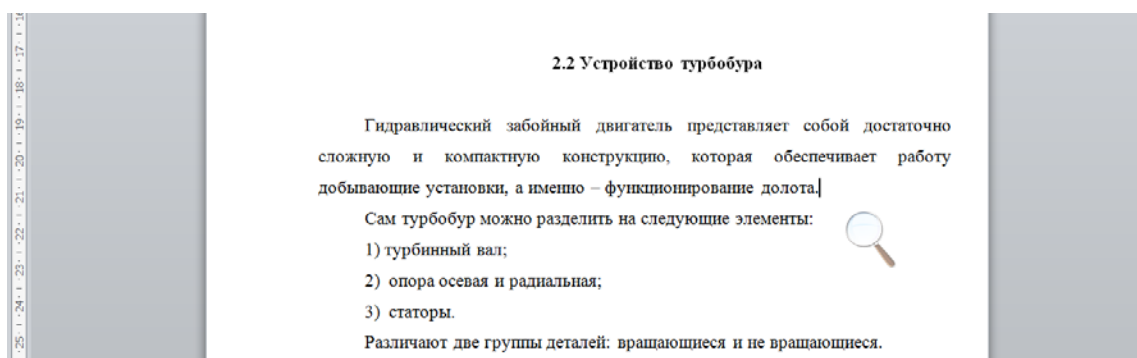 2.2 Устройство турбобура
Гидравлический забойный двигатель представляет собой достаточно
сложную и компактную конструкцию, которая обеспечивает работу
добывающие установки, а именно – функционирование долота.
Сам турбобур можно разделить на следующие элементы:
1) турбинный вал;
2) опора осевая и радиальная;
3) статоры.
Различают две группы деталей: вращающиеся и не вращающиеся.